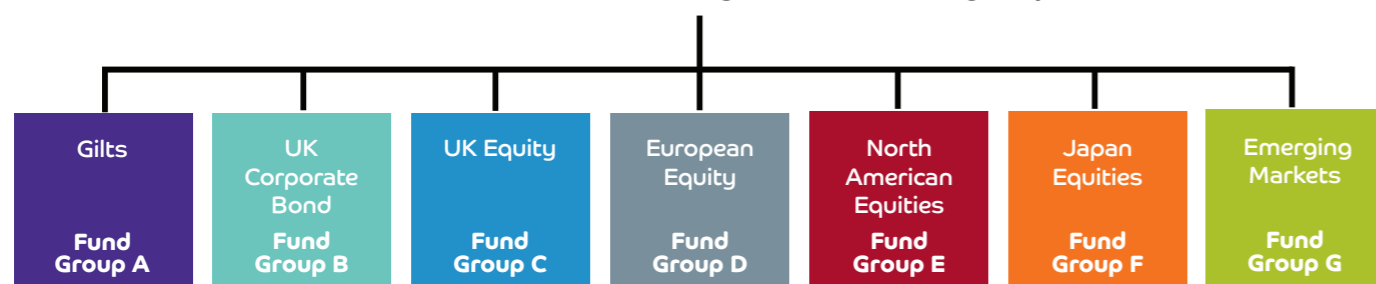 Gilts
Fund
Group A
UK
Corporate
Bond
Fund
Group B
UK Equity
Fund
Group C
European
Equity
Fund
Group D
North
American
Equities
Fund
Group E
Japan
Equities
Fund
Group F
Emerging
Markets
Fund
Group G